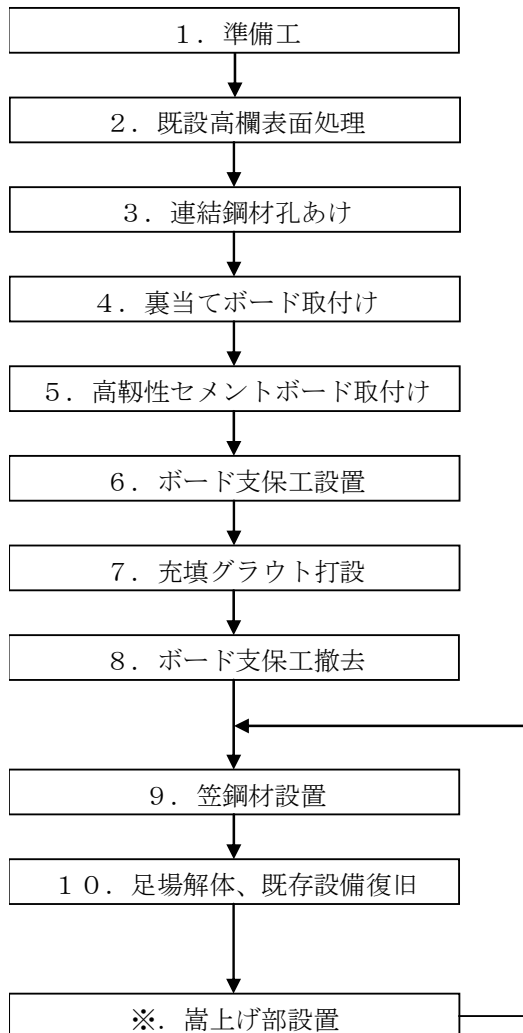 １．準備工
２．既設高欄表面処理
３．連結鋼材孔あけ
４．裏当てボード取付け
５．高靱性セメントボード取付け
６．ボード支保工設置
７．充填グラウト打設
８．ボード支保工撤去
９．笠鋼材設置
１０．足場解体、既存設備復旧
※．嵩上げ部設置